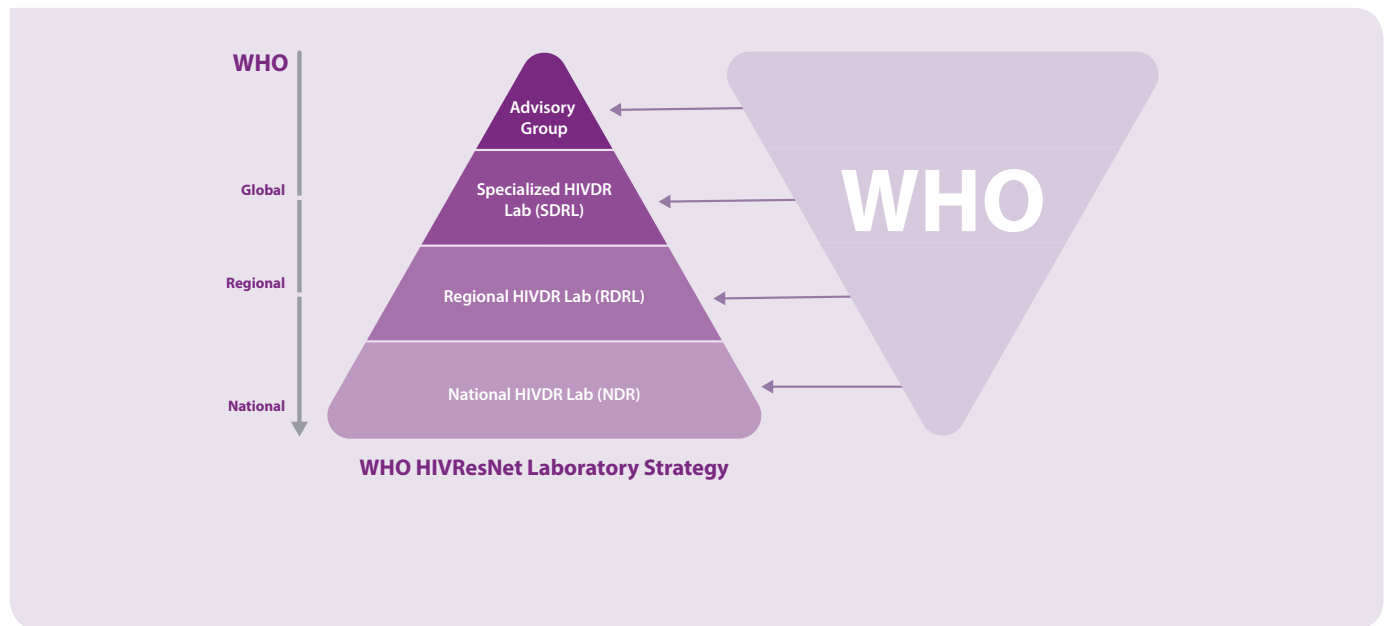 WHO
Global
Regional
National
Advisory
Group
Specialized HIVDR
Lab (SDRL)
Regional HIVDR Lab (RDRL)
National HIVDR Lab (NDR)
WHO
WHO HIVResNet Laboratory Strategy